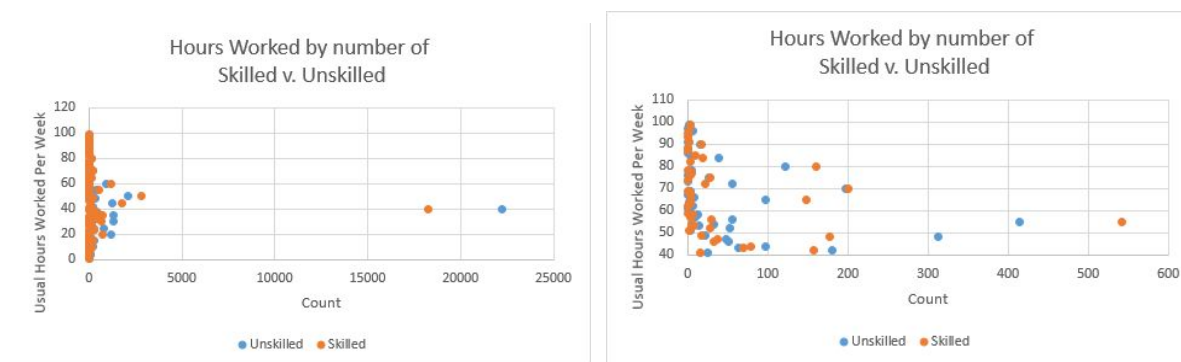 Hours Worked by number of
Skilled v. Unskilled
Usual Hours Worked Per Week
120
100
80
60
40
20
0
0 5000 10000 15000 20000 25000
Count
Unskilled Skilled
Hours Worked by number of
Skilled v. Unskilled
Usual Hours Worked Per Week
110
100
90
80
70
60
50
40
0 100 200 300 400 500 600
Count
Unskilled Skilled